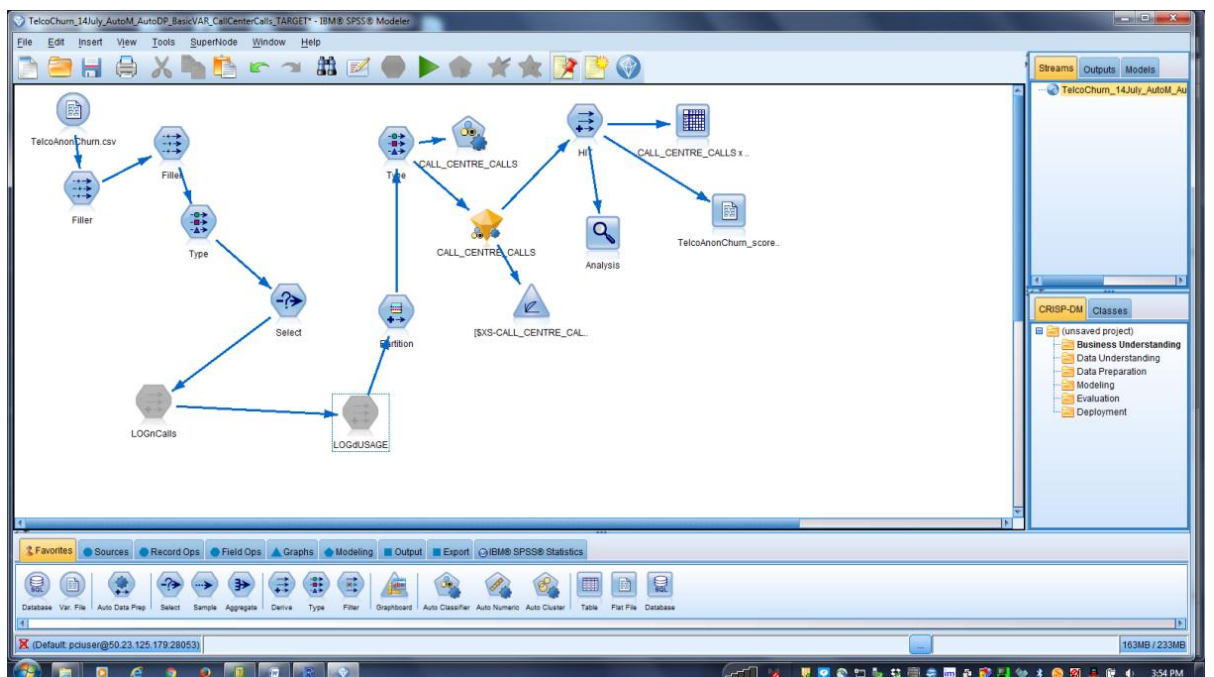 TelcoChurn_14July_AutoM_AutoDP_BasicVAR_CallCenterCalls_TARGET* - IBM® SPSS® Modeler
File Edit Insert View Tools SuperNode Window Help
TelcoAnonChurn.csv
Filler
Filler
Type
Select
LOGnCalls
LOGdUSAGE
Partition
Type
CALL_CENTRE_CALLS
CALL_CENTRE_CALLS
[$XS-CALL_CENTRE_CAL..
HIT
Analysis
CALL_CENTRE_CALLS x ..
TelcoAnonChurn_score..
Streams Outputs Models
TelcoChurn_14July_AutoM_Au
CRISP-DM Classes
(unsaved project)
Business Understanding
Data Understanding
Data Preparation
Modeling
Evaluation
Deployment
Favorites Sources Record Ops Field Ops Graphs Modeling Output Export IBM® SPSS® Statistics
SQL SQL
Database Var. File Auto Data Prep Select Sample Aggregate Derive Type Filter Graphboard Auto Classifier Auto Numeric Auto Cluster Table Flat File Database
(Default: pciuser@50.23.125.179:28053) ... 163MB / 233MB
3:54 PM